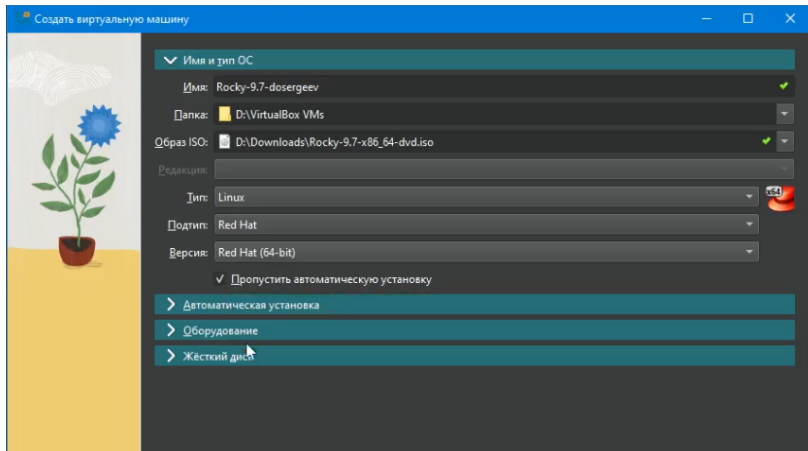 Создать виртуальную машину
Имя и тип ОС
Имя: Rocky-9.7-dosergeev
Папка: D:\VirtualBox VMs
Образ ISO: D:\Downloads\Rocky-9.7-x86_64-dvd.iso
Редакция:
Тип: Linux
x64
Подтип: Red Hat
Версия: Red Hat (64-bit)
Пропустить автоматическую установку
Автоматическая установка
Оборудование
Жёсткий диск